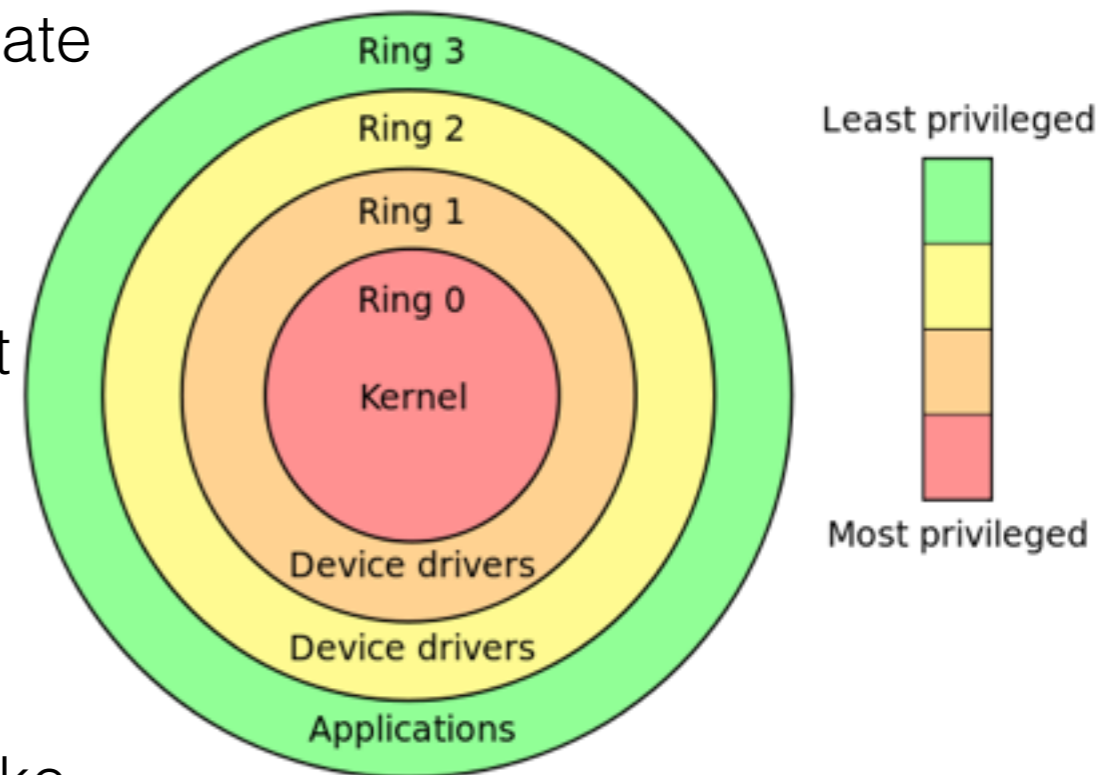 ate
Ring 3
Ring 2
Ring 1
Ring 0
Kernel
Device drivers
Device drivers
Applications
Least privileged
Most privileged
t
ke